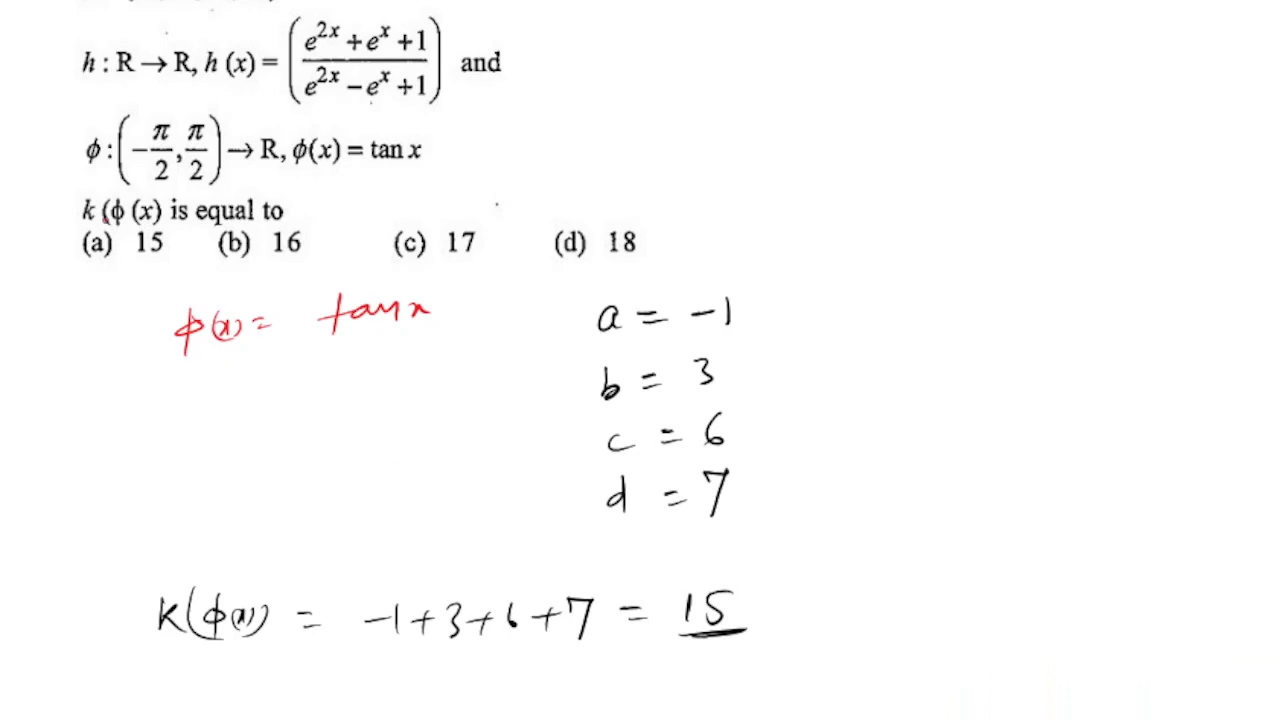 h : R → R, h (x) = ( (e^{2x} + e^x + 1) / (e^{2x} − e^x + 1) ) and
ϕ : (−π/2, π/2) → R, ϕ(x) = tan x
k (ϕ (x) is equal to
(a) 15 (b) 16 (c) 17 (d) 18
ϕ(x) = tan x
a = −1
b = 3
c = 6
d = 7
K(ϕ(x)) = −1+3+6+7 = 15